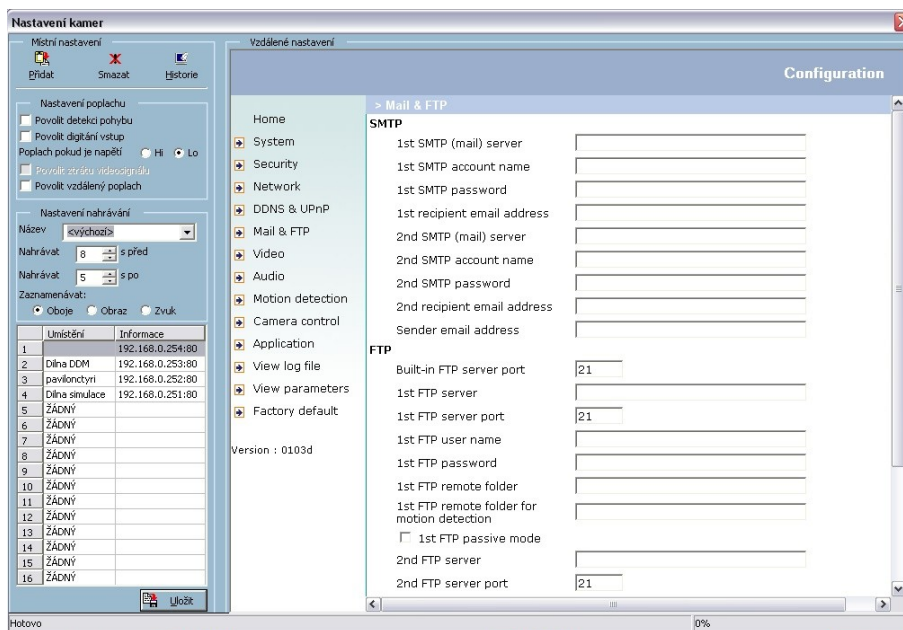 Nastavení kamer
Místní nastavení
Přidat Smazat Historie
Nastavení poplachu
Povolit detekci pohybu
Povolit digitání vstup
Poplach pokud je napětí Hi Lo
Povolit ztrátu videosignálu
Povolit vzdálený poplach
Nastavení nahrávání
Název <výchozí>
Nahrávat 8 s před
Nahrávat 5 s po
Zaznamenávat:
Oboje Obraz Zvuk
Umístění Informace
1 192.168.0.254:80
2 Dílna DDM 192.168.0.253:80
3 pavilonctyri 192.168.0.252:80
4 Dílna simulace 192.168.0.251:80
5 ŽÁDNÝ
6 ŽÁDNÝ
7 ŽÁDNÝ
8 ŽÁDNÝ
9 ŽÁDNÝ
10 ŽÁDNÝ
11 ŽÁDNÝ
12 ŽÁDNÝ
13 ŽÁDNÝ
14 ŽÁDNÝ
15 ŽÁDNÝ
16 ŽÁDNÝ
Uložit
Vzdálené nastavení
Configuration
Home
System
Security
Network
DDNS & UPnP
Mail & FTP
Video
Audio
Motion detection
Camera control
Application
View log file
View parameters
Factory default
Version : 0103d
> Mail & FTP
SMTP
1st SMTP (mail) server
1st SMTP account name
1st SMTP password
1st recipient email address
2nd SMTP (mail) server
2nd SMTP account name
2nd SMTP password
2nd recipient email address
Sender email address
FTP
Built-in FTP server port 21
1st FTP server
1st FTP server port 21
1st FTP user name
1st FTP password
1st FTP remote folder
1st FTP remote folder for
motion detection
1st FTP passive mode
2nd FTP server
2nd FTP server port 21
Hotovo 0%